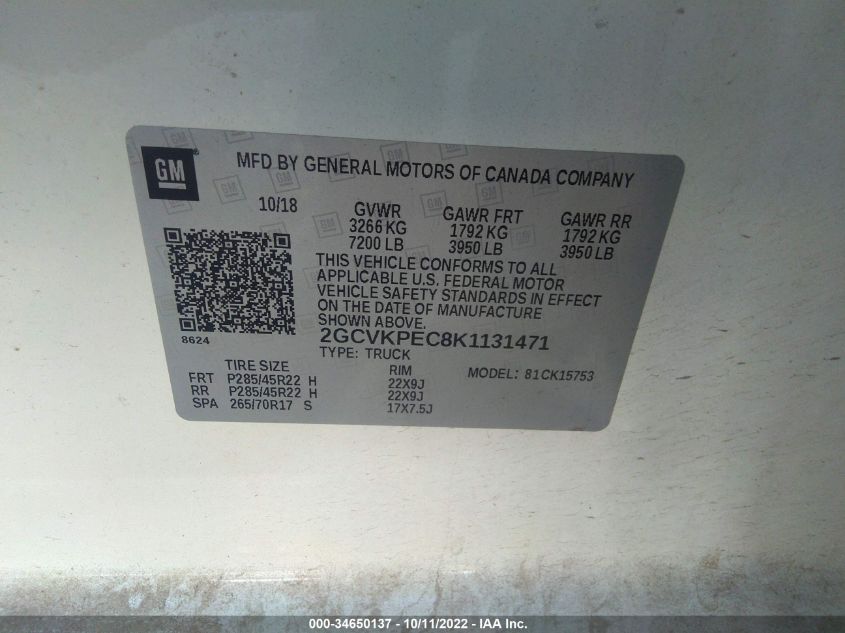 GM
MFD BY GENERAL MOTORS OF CANADA COMPANY
10/18 GVWR GAWR FRT GAWR RR
3266 KG 1792 KG 1792 KG
7200 LB 3950 LB 3950 LB
THIS VEHICLE CONFORMS TO ALL
APPLICABLE U.S. FEDERAL MOTOR
VEHICLE SAFETY STANDARDS IN EFFECT
ON THE DATE OF MANUFACTURE
SHOWN ABOVE.
8624
2GCVKPEC8K1131471
TYPE: TRUCK
TIRE SIZE RIM MODEL: 81CK15753
FRT P285/45R22 H 22X9J
RR P285/45R22 H 22X9J
SPA 265/70R17 S 17X7.5J
000-34650137 - 10/11/2022 - IAA Inc.